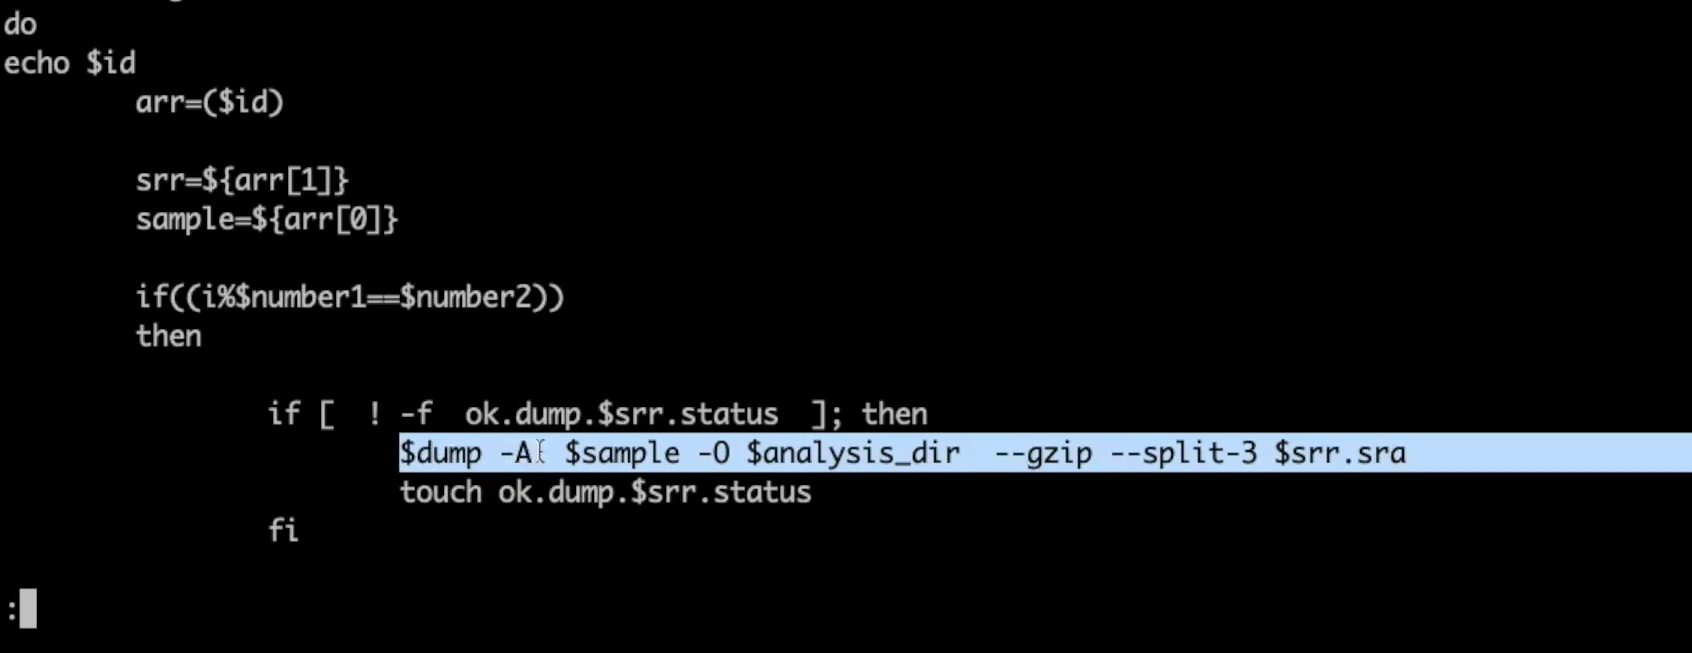 do
echo $id
arr=($id)
srr=${arr[1]}
sample=${arr[0]}
if((i%$number1==$number2))
then
if [  ! -f  ok.dump.$srr.status  ]; then
$dump -A  $sample -O $analysis_dir  --gzip --split-3 $srr.sra
touch ok.dump.$srr.status
fi
: